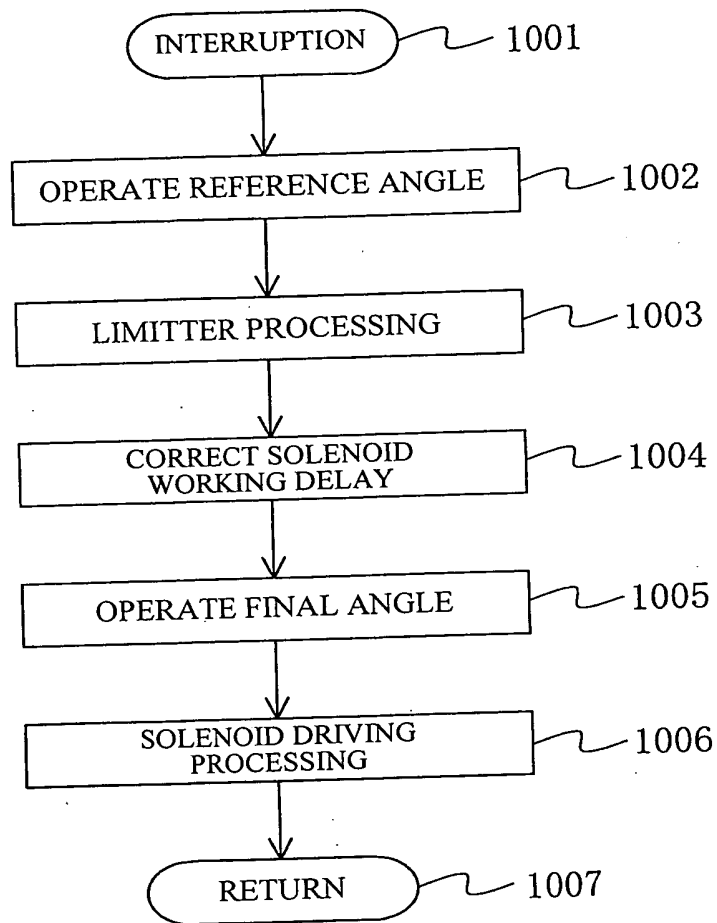 INTERRUPTION
1001
OPERATE REFERENCE ANGLE
1002
LIMITTER PROCESSING
1003
CORRECT SOLENOID
WORKING DELAY
1004
OPERATE FINAL ANGLE
1005
SOLENOID DRIVING
PROCESSING
1006
RETURN
1007